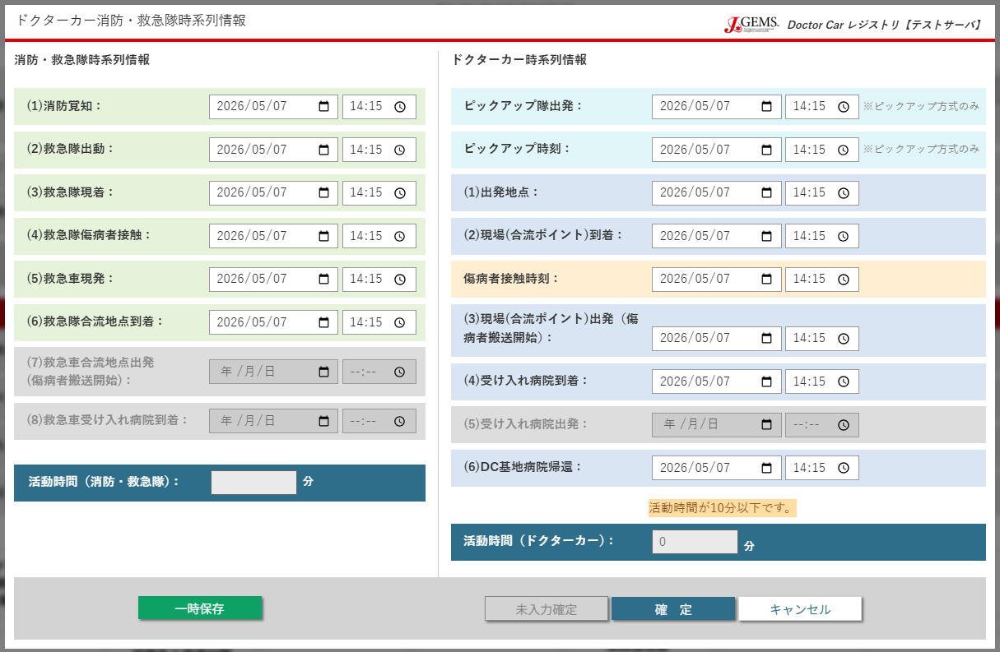 ドクターカー消防・救急隊時系列情報
J GEMS Doctor Car レジストリ【テストサーバ】
消防・救急隊時系列情報
(1)消防覚知： 2026/05/07 14:15
(2)救急隊出動： 2026/05/07 14:15
(3)救急隊現着： 2026/05/07 14:15
(4)救急隊傷病者接触： 2026/05/07 14:15
(5)救急車現発： 2026/05/07 14:15
(6)救急隊合流地点到着： 2026/05/07 14:15
(7)救急車合流地点出発
(傷病者搬送開始)： 年 /月/日 --:--
(8)救急車受け入れ病院到着： 年 /月/日 --:--
活動時間（消防・救急隊）： 分
ドクターカー時系列情報
ピックアップ隊出発： 2026/05/07 14:15 ※ピックアップ方式のみ
ピックアップ時刻： 2026/05/07 14:15 ※ピックアップ方式のみ
(1)出発地点： 2026/05/07 14:15
(2)現場(合流ポイント)到着： 2026/05/07 14:15
傷病者接触時刻： 2026/05/07 14:15
(3)現場(合流ポイント)出発（傷
病者搬送開始）： 2026/05/07 14:15
(4)受け入れ病院到着： 2026/05/07 14:15
(5)受け入れ病院出発： 年 /月/日 --:--
(6)DC基地病院帰還： 2026/05/07 14:15
活動時間が10分以下です。
活動時間（ドクターカー）： 0 分
一時保存 未入力確定 確　定 キャンセル